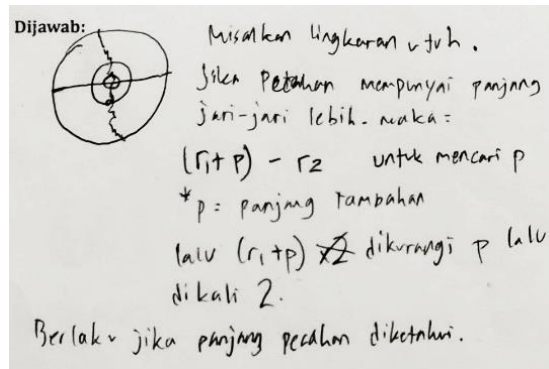 Dijawab:
Misalkan lingkaran utuh.
Jika Patahan mempunyai panjang
jari-jari lebih. maka :
(r₁ + P) - r₂ untuk mencari p
*p = panjang tambahan
lalu (r₁ + p) dikurangi p lalu
dikali 2.
Berlaku jika panjang pecahan diketahui.